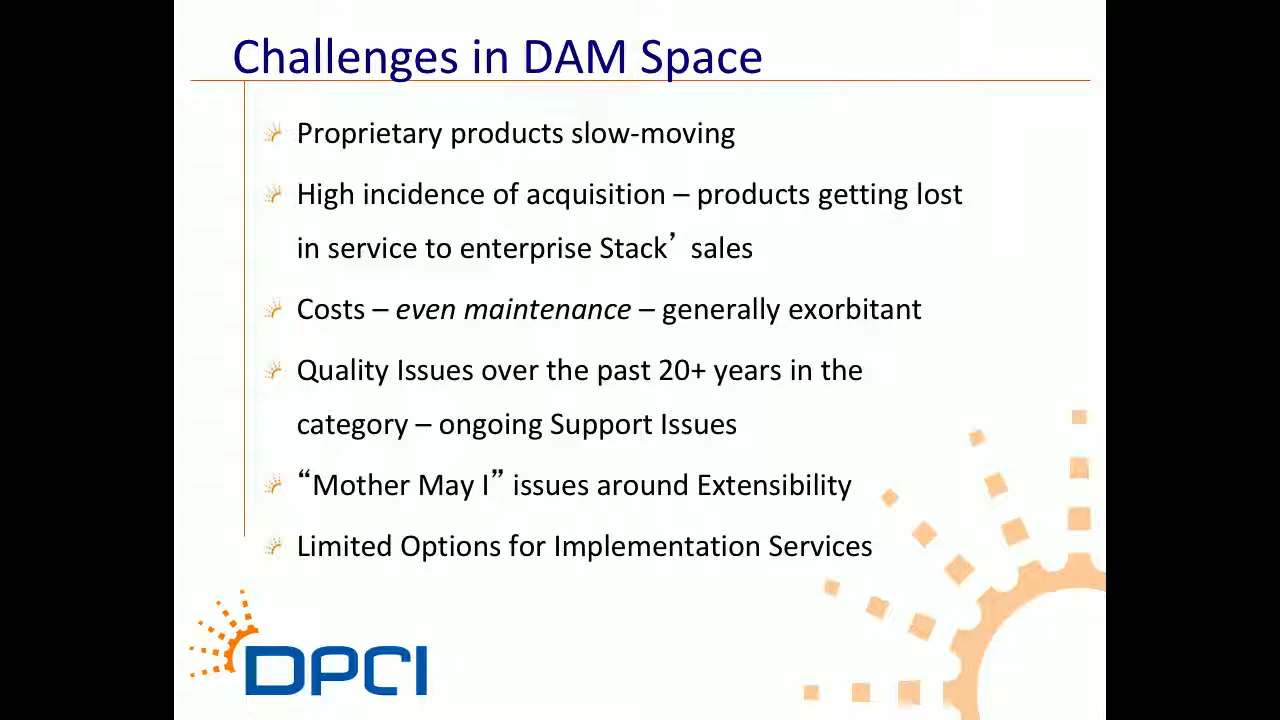 Challenges in DAM Space
Proprietary products slow-moving
High incidence of acquisition – products getting lost
in service to enterprise Stack’ sales
Costs – even maintenance – generally exorbitant
Quality Issues over the past 20+ years in the
category – ongoing Support Issues
“Mother May I” issues around Extensibility
Limited Options for Implementation Services
DPCI